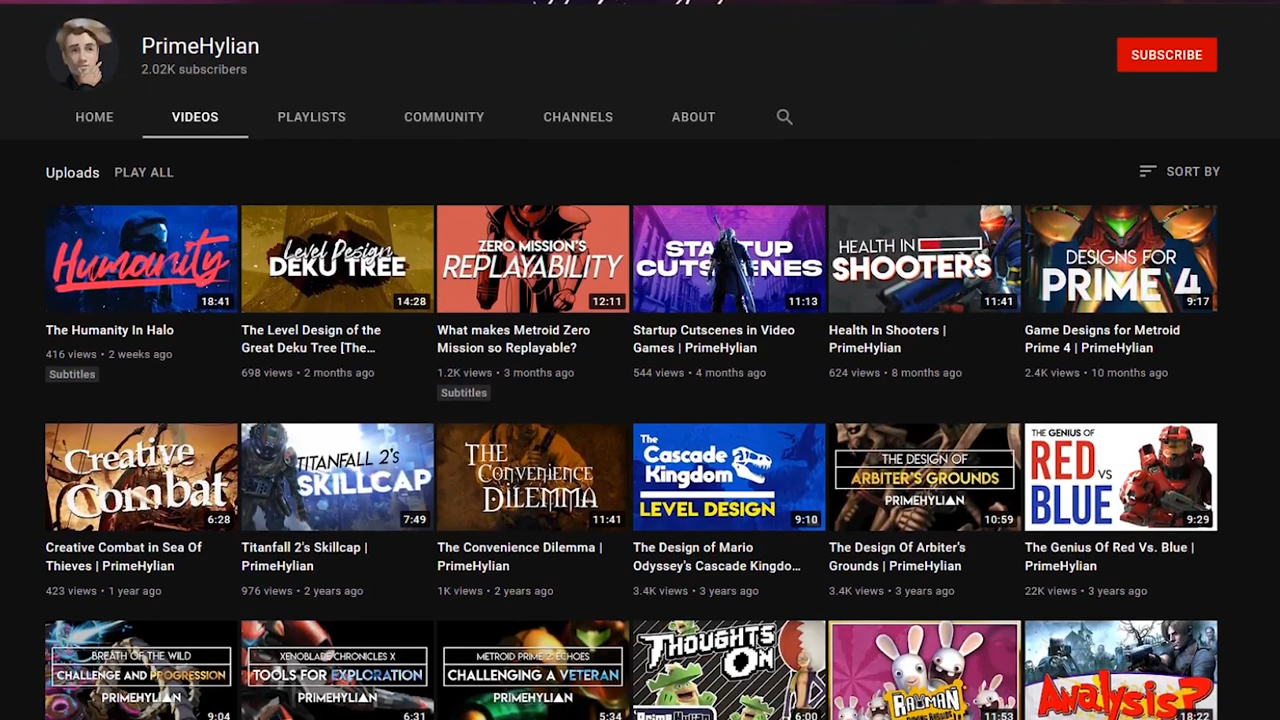 PrimeHylian
2.02K subscribers
SUBSCRIBE
HOME VIDEOS PLAYLISTS COMMUNITY CHANNELS ABOUT
Uploads PLAY ALL SORT BY
Humanity
18:41
Level Design
DEKU TREE
14:28
ZERO MISSION'S
REPLAYABILITY
12:11
STARTUP
CUTSCENES
11:13
HEALTH IN
SHOOTERS
11:41
DESIGNS FOR
PRIME 4
9:17
The Humanity In Halo
416 views • 2 weeks ago
Subtitles
The Level Design of the
Great Deku Tree [The...
698 views • 2 months ago
What makes Metroid Zero
Mission so Replayable?
1.2K views • 3 months ago
Subtitles
Startup Cutscenes in Video
Games | PrimeHylian
544 views • 4 months ago
Health In Shooters |
PrimeHylian
624 views • 8 months ago
Game Designs for Metroid
Prime 4 | PrimeHylian
2.4K views • 10 months ago
Creative
Combat
6:28
TITANFALL 2'S
SKILLCAP
7:49
THE
CONVENIENCE
DILEMMA
11:41
The
Cascade
Kingdom
LEVEL DESIGN
9:10
THE DESIGN OF
ARBITER'S GROUNDS
PRIMEHYLIAN
10:59
THE GENIUS OF
RED VS
BLUE
9:29
Creative Combat in Sea Of
Thieves | PrimeHylian
423 views • 1 year ago
Titanfall 2's Skillcap |
PrimeHylian
976 views • 2 years ago
The Convenience Dilemma |
PrimeHylian
1K views • 2 years ago
The Design of Mario
Odyssey's Cascade Kingdo...
3.4K views • 3 years ago
The Design Of Arbiter's
Grounds | PrimeHylian
3.4K views • 3 years ago
The Genius Of Red Vs. Blue |
PrimeHylian
22K views • 3 years ago
BREATH OF THE WILD
CHALLENGE AND PROGRESSION
PRIMEHYLIAN
9:04
XENOBLADE CHRONICLES X
TOOLS FOR EXPLORATION
PRIMEHYLIAN
6:31
METROID PRIME 2: ECHOES
CHALLENGING A VETERAN
PRIMEHYLIAN
5:34
THOUGHTS
ON
PrimeHylian
6:00
RAYMAN
11:53
ANALYSIS?
8:22